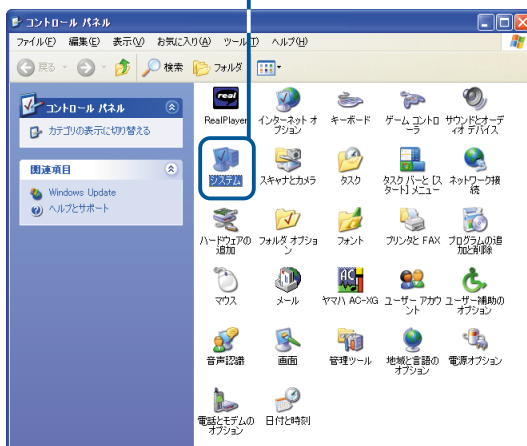 コントロール パネル
ファイル(F) 編集(E) 表示(V) お気に入り(A) ツール(T) ヘルプ(H)
戻る 検索 フォルダ
コントロール パネル
カテゴリの表示に切り替える
関連項目
Windows Update
ヘルプとサポート
real
RealPlayer
インターネット オ
プション
キーボード
ゲーム コントロ
ーラ
サウンドとオーデ
ィオ デバイス
システム
スキャナとカメラ
タスク
タスク バーと [ス
タート] メニュー
ネットワーク接
続
ハードウェアの
追加
フォルダ オプショ
ン
フォント
プリンタと FAX
プログラムの追
加と削除
マウス
メール
AC
ヤマハ AC-XG
ユーザー アカウ
ント
ユーザー補助の
オプション
音声認識
画面
管理ツール
地域と言語の
オプション
電源オプション
電話とモデムの
オプション
日付と時刻